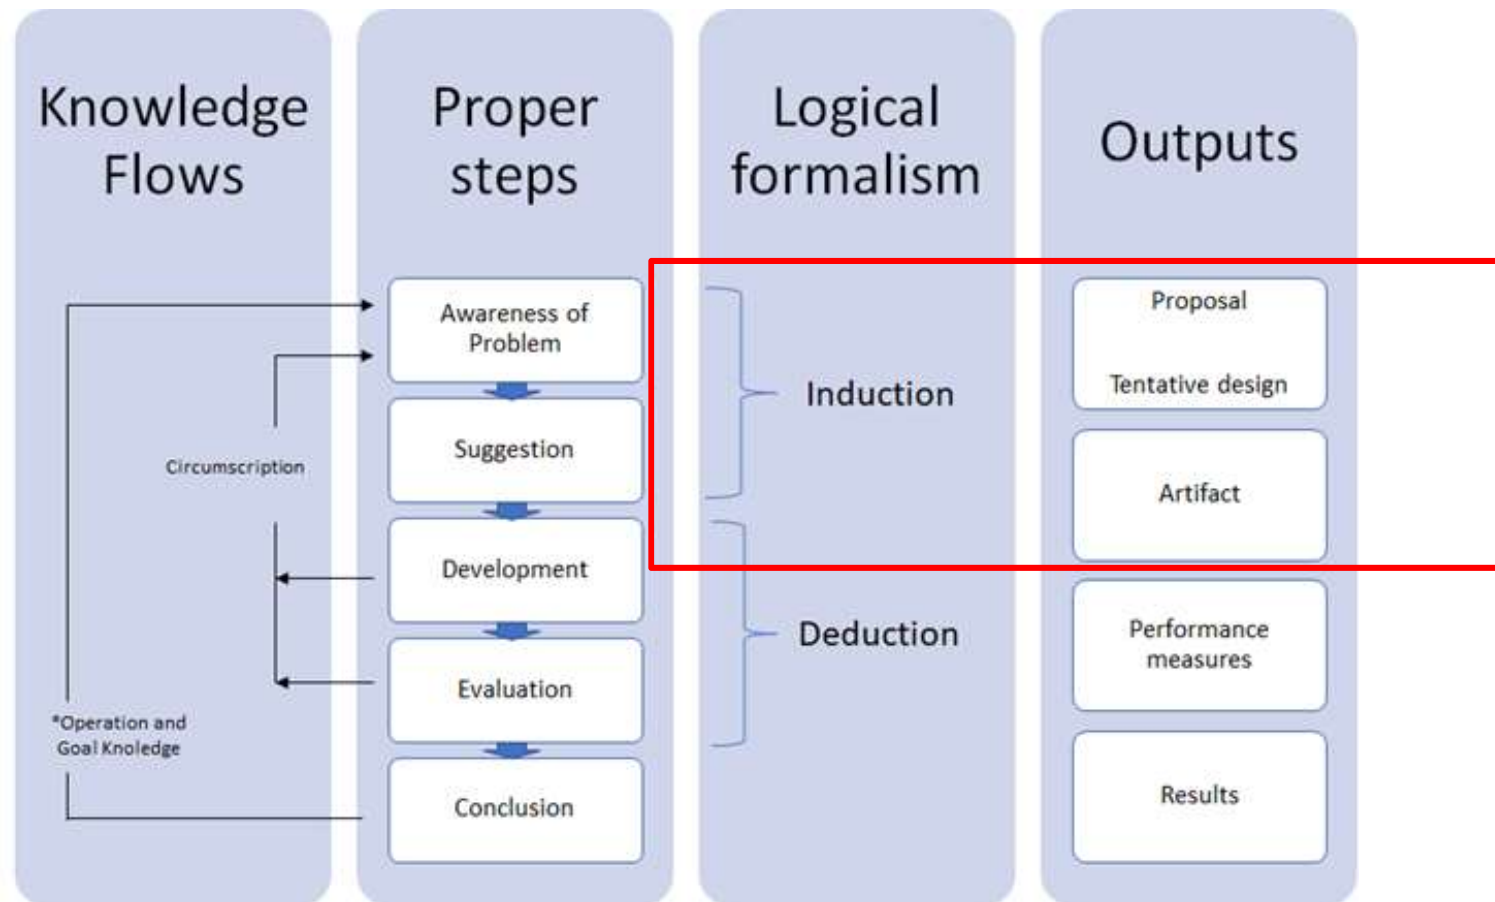 Knowledge
Flows
Proper
steps
Logical
formalism
Outputs
Circumscription
*Operation and
Goal Knoledge
Awareness of
Problem
Suggestion
Development
Evaluation
Conclusion
Induction
Deduction
Proposal
Tentative design
Artifact
Performance
measures
Results